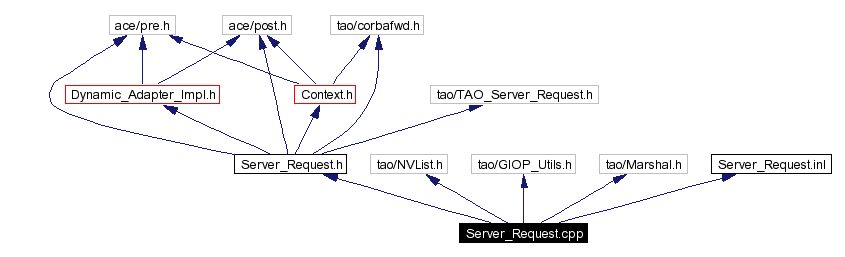 ace/pre.h
ace/post.h
tao/corbafwd.h
Dynamic_Adapter_Impl.h
Context.h
tao/TAO_Server_Request.h
Server_Request.h
tao/NVList.h
tao/GIOP_Utils.h
tao/Marshal.h
Server_Request.inl
Server_Request.cpp